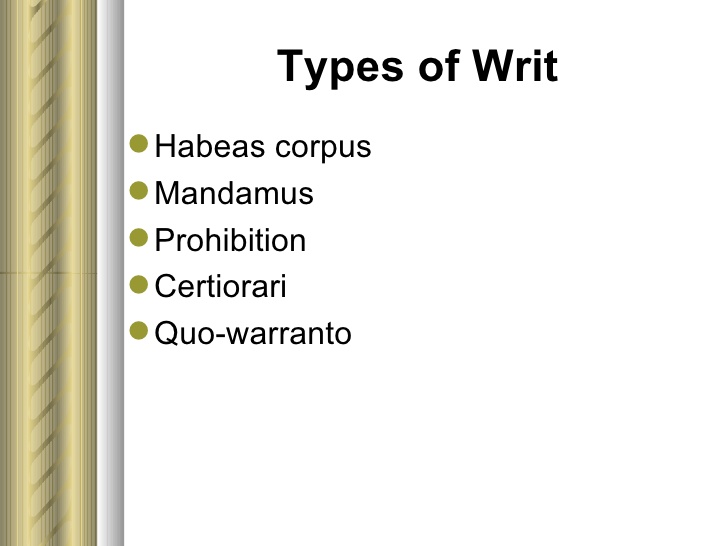 Types of Writ
Habeas corpus
Mandamus
Prohibition
Certiorari
Quo-warranto